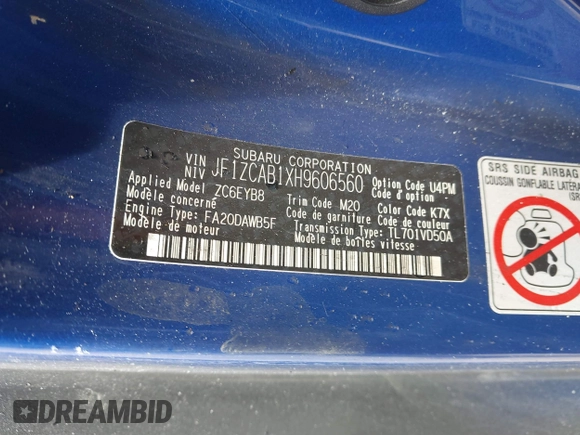 SUBARU CORPORATION
VIN
NIV JF1ZCAB1XH9606560
Option Code U4PM
Code d'option
Applied Model ZC6EYB8
Modèle concerné
Trim Code M20
Code de garniture
Color Code K7X
Code de couleur
Engine Type: FA20DAWB5F
Modèle de moteur
Transmission Type: TL701VD50A
Modèle de boîtes vitesse
SRS SIDE AIRBAG
COUSSIN GONFLABLE LATÉRAL
(SR
DREAMBID